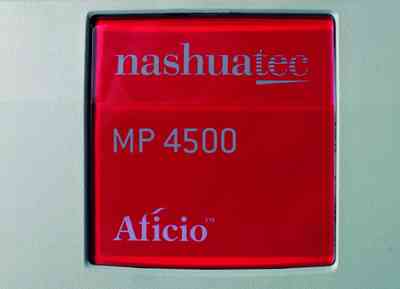 nashuatec
MP 4500
Aficio™